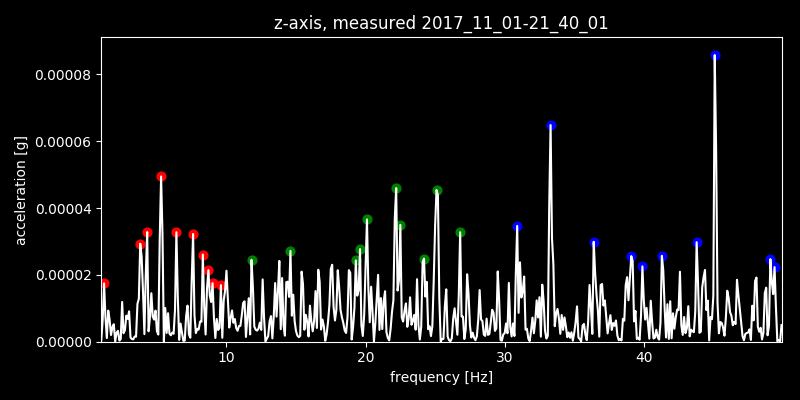 z-axis, measured 2017_11_01-21_40_01
0.00008
0.00006
0.00004
0.00002
0.00000
acceleration [g]
10 20 30 40
frequency [Hz]